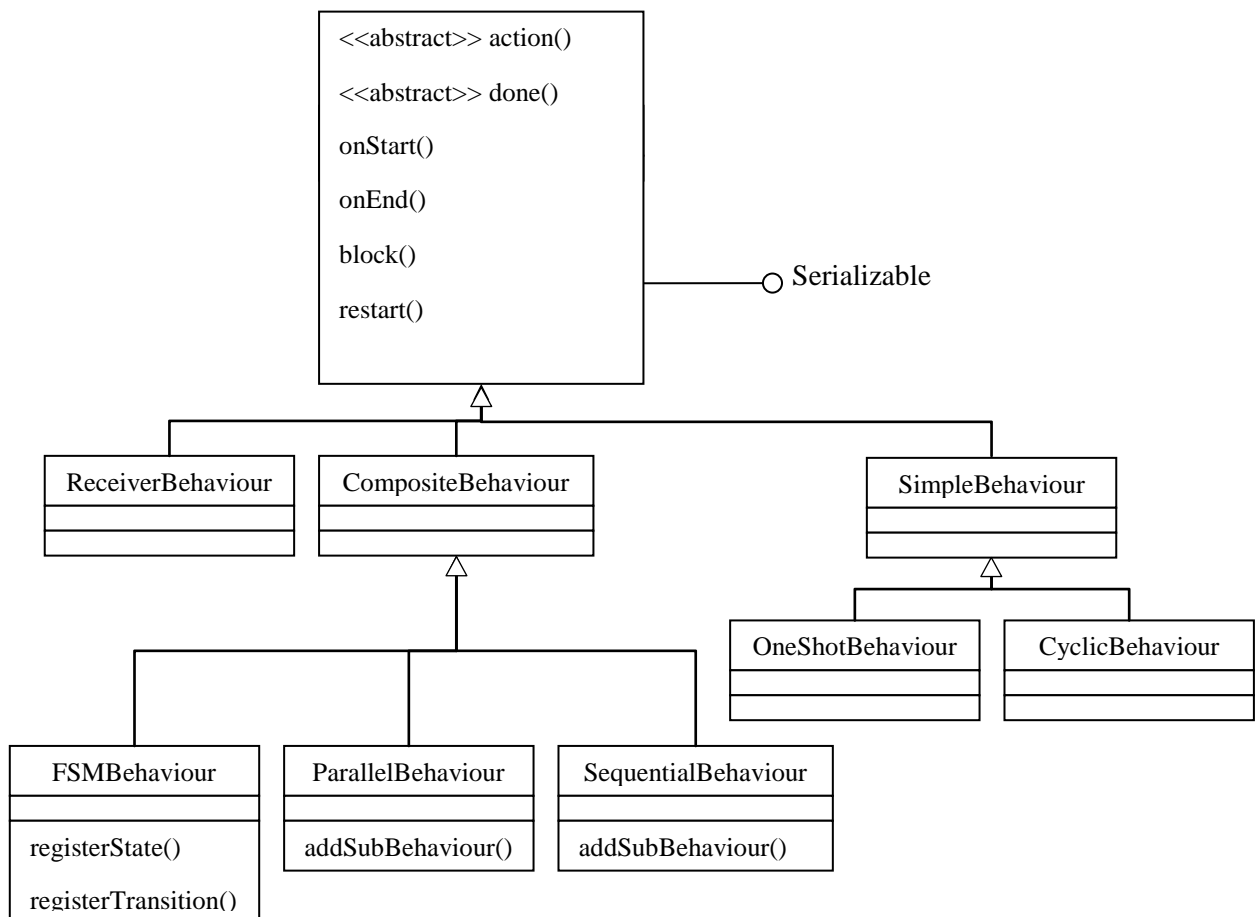 <<abstract>> action()
<<abstract>> done()
onStart()
onEnd()
block()
restart()
Serializable
ReceiverBehaviour
CompositeBehaviour
SimpleBehaviour
OneShotBehaviour
CyclicBehaviour
FSMBehaviour
ParallelBehaviour
SequentialBehaviour
registerState()
addSubBehaviour()
addSubBehaviour()
registerTransition()